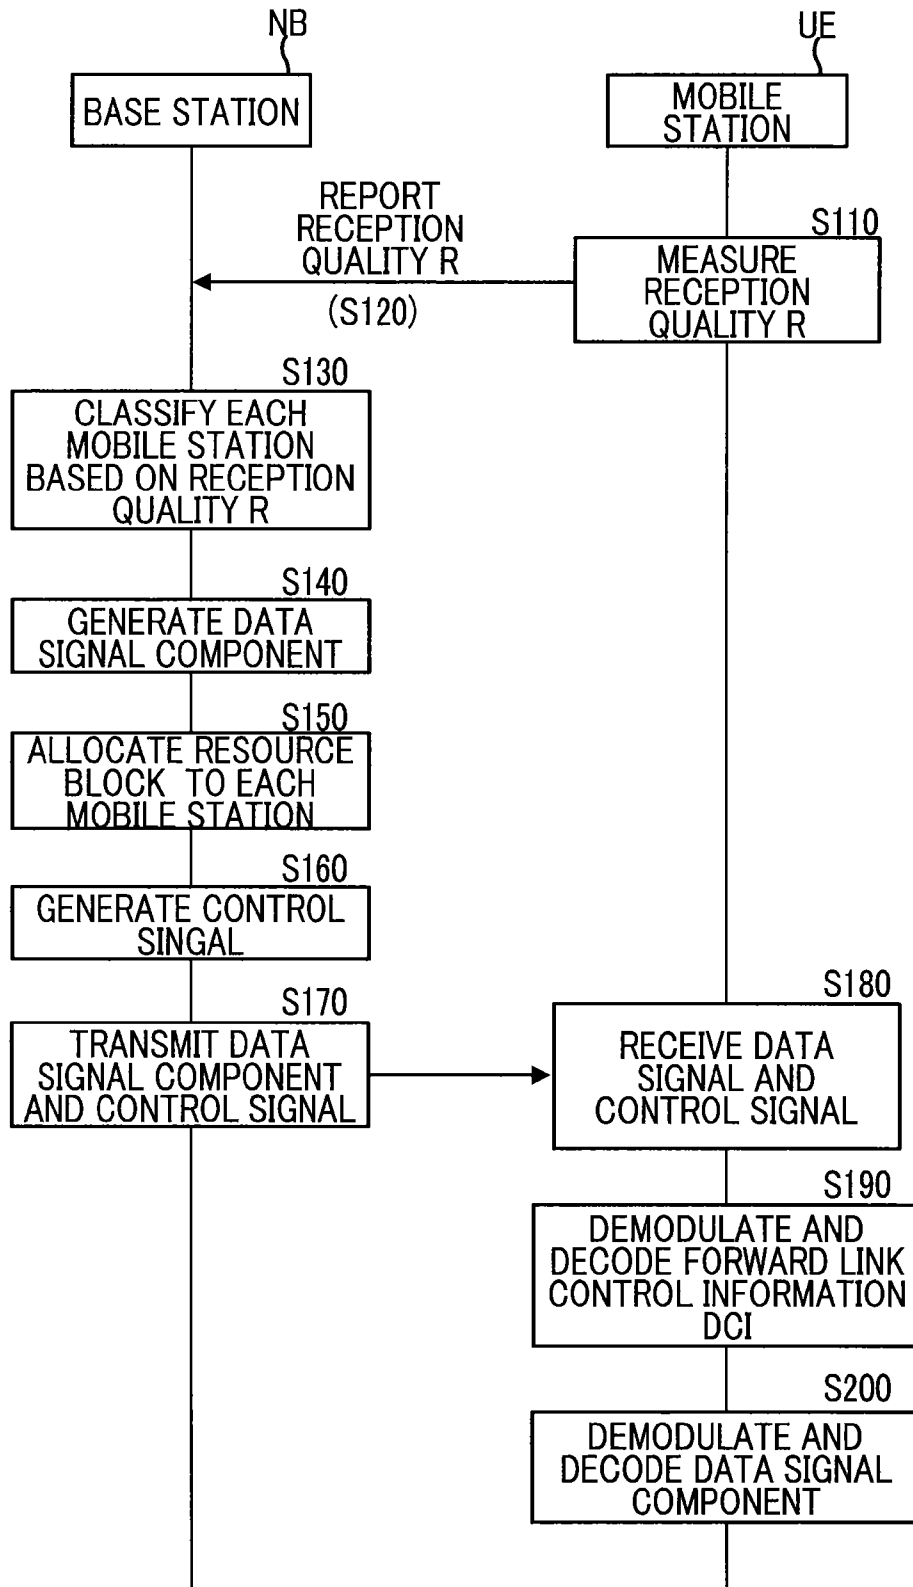 NB
UE
BASE STATION
MOBILE
STATION
REPORT
RECEPTION
QUALITY R
(S120)
S110
MEASURE
RECEPTION
QUALITY R
S130
CLASSIFY EACH
MOBILE STATION
BASED ON RECEPTION
QUALITY R
S140
GENERATE DATA
SIGNAL COMPONENT
S150
ALLOCATE RESOURCE
BLOCK TO EACH
MOBILE STATION
S160
GENERATE CONTROL
SINGAL
S170
TRANSMIT DATA
SIGNAL COMPONENT
AND CONTROL SIGNAL
S180
RECEIVE DATA
SIGNAL AND
CONTROL SIGNAL
S190
DEMODULATE AND
DECODE FORWARD LINK
CONTROL INFORMATION
DCI
S200
DEMODULATE AND
DECODE DATA SIGNAL
COMPONENT